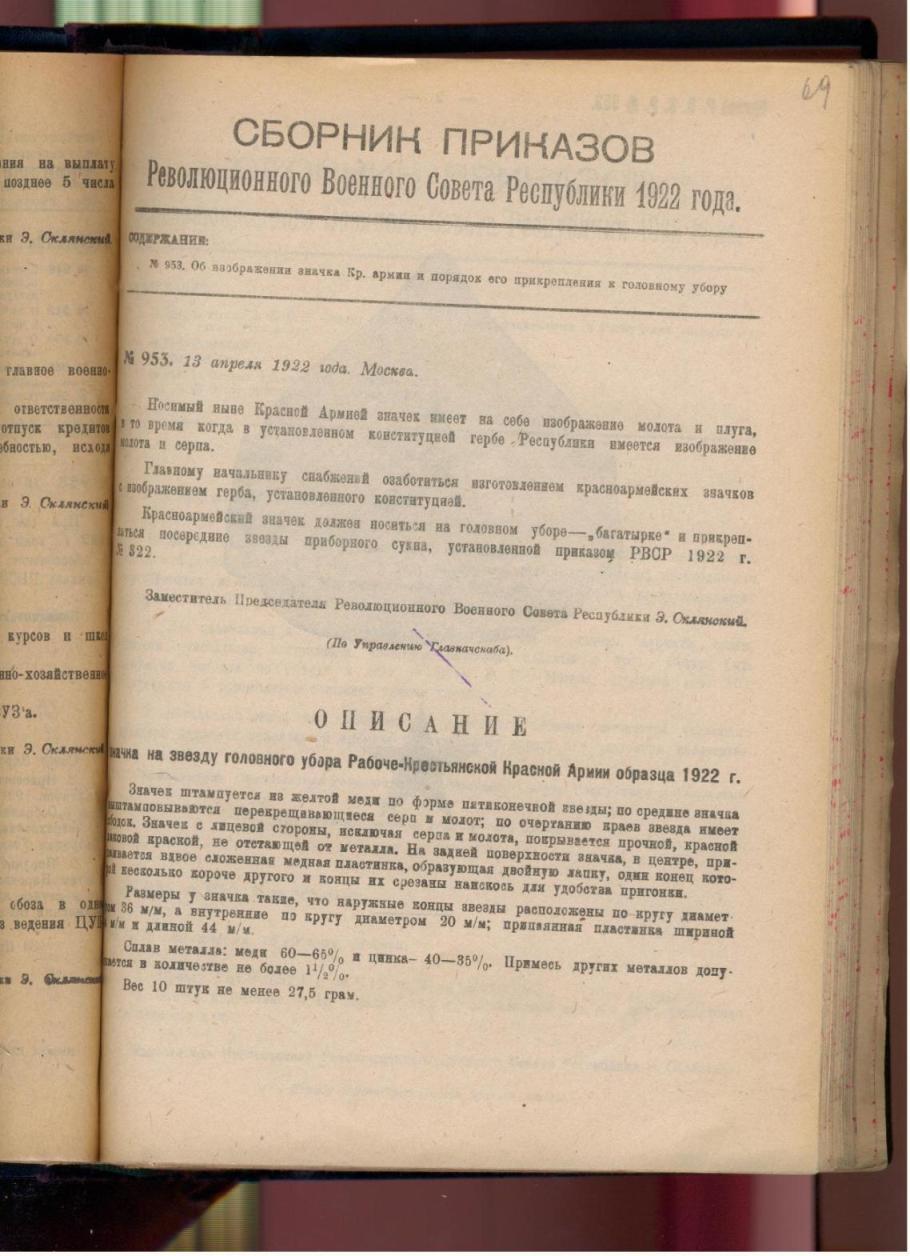 69
СБОРНИК ПРИКАЗОВ
Революционного Военного Совета Республики 1922 года.
СОДЕРЖАНИЕ:
№ 953. Об изображении значка Кр. армии и порядок его прикрепления к головному убору
№ 953. 13 апреля 1922 года. Москва.
Носимый ныне Красной Армией значек имеет на себе изображение молота и плуга,
в то время когда в установленном конституцией гербе Республики имеется изображение
молота и серпа.
Главному начальнику снабжений озаботиться изготовлением красноармейских значков
с изображением герба, установленного конституцией.
Красноармейский значек должен носиться на головном уборе—„багатырке" и прикреп-
ляться посередине звезды приборного сукна, установленной приказом РВСР 1922 г.
№ 322.
Заместитель Председателя Революционного Военного Совета Республики Э. Склянский.
(По Управлению Главначснаба).
ОПИСАНИЕ
значка на звезду головного убора Рабоче-Крестьянской Красной Армии образца 1922 г.
Значек штампуется из желтой меди по форме пятиконечной звезды; по средине значка
выштамповываются перекрещивающиеся серп и молот; по очертанию краев звезда имеет
ободок. Значек с лицевой стороны, исключая серпа и молота, покрывается прочной, красной
лаковой краской, не отстающей от металла. На задней поверхности значка, в центре, при-
вдвое сложенная медная пластинка, образующая двойную лапку, один конец кото-
рой несколько короче другого и концы их срезаны наискось для удобства пригонки.
Размеры у значка такие, что наружные концы звезды расположены по кругу диамет-
ром 36 м/м, а внутренние по кругу диаметром 20 м/м; припаянная пластинка шириной
м/м и длиной 44 м/м.
Сплав металла: меди 60—65% и цинка— 40—35%. Примесь других металлов допу-
кается в количестве не более 1½%.
Вес 10 штук не менее 27,5 грам.
ния на выплату
позднее 5 числа
ки Э. Склянский.
главное военно-
ответственности
отпуск кредитов
ебностью, исходя
и Э. Склянский
курсов и шко
нно-хозяйственно
УЗ'а.
ки Э. Склянский
обоза в одно
з ведения ЦУ
ки Э. Склянский